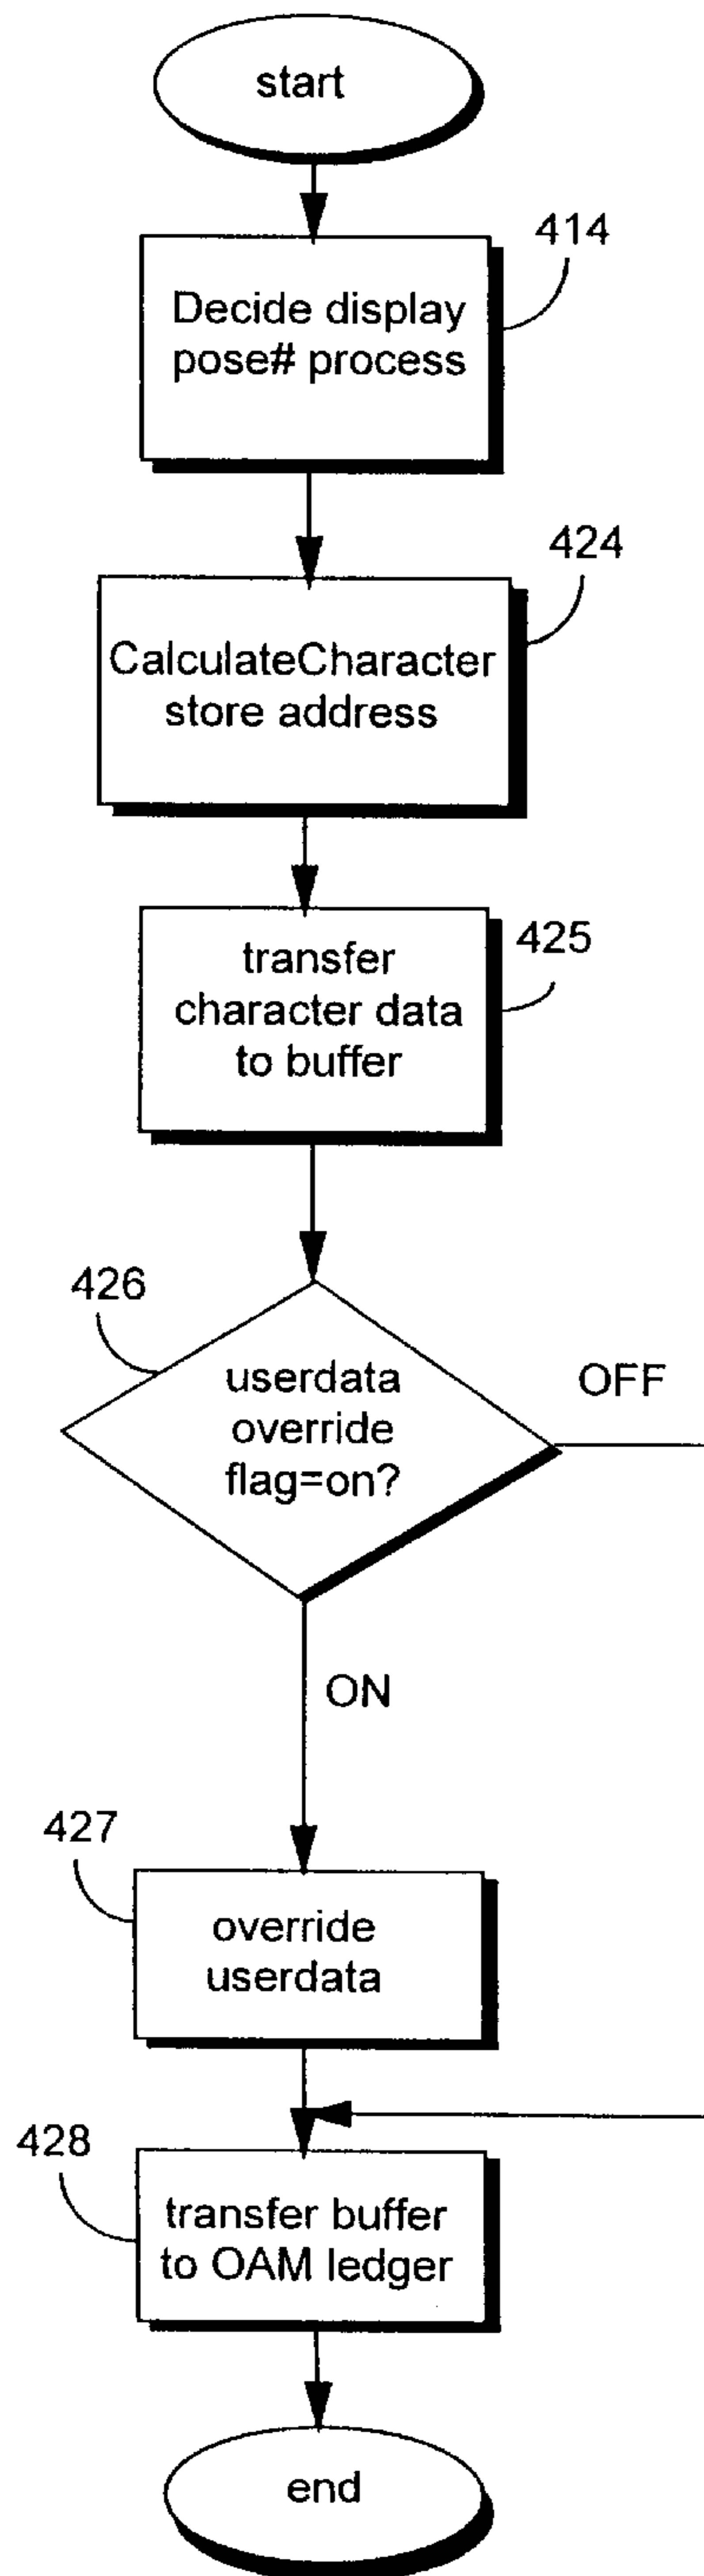 start
414
Decide display
pose# process
424
CalculateCharacter
store address
425
transfer
character data
to buffer
426
userdata
override
flag=on?
OFF
ON
427
override
userdata
428
transfer buffer
to OAM ledger
end